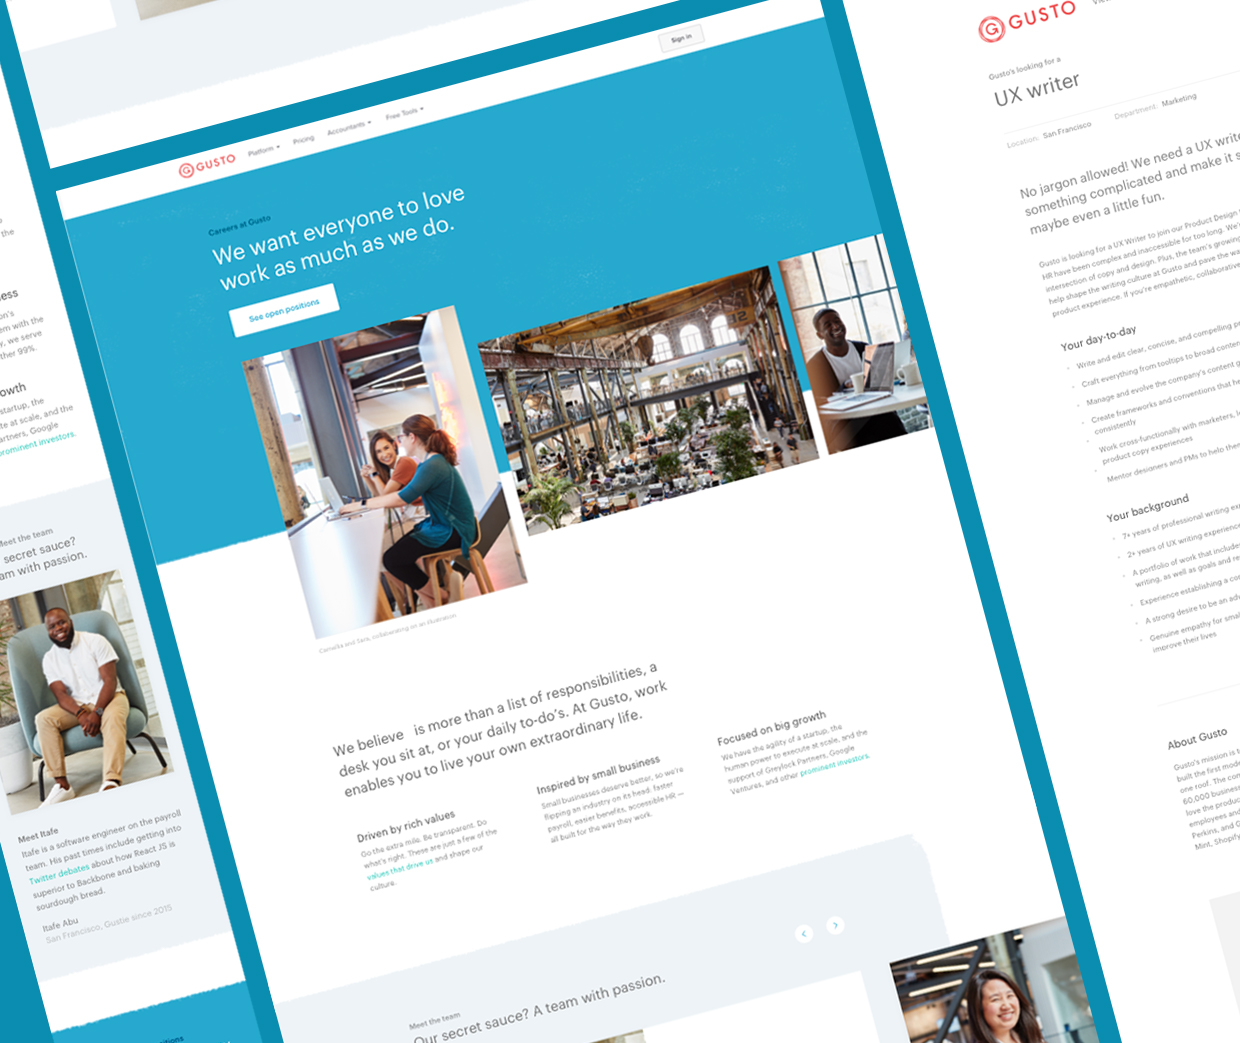 the
ess
on's
em with the
y, we serve
ther 99%.
owth
startup, the
te at scale, and the
artners, Google
prominent investors.
Meet the team
secret sauce?
am with passion.
Meet Itafe
Itafe is a software engineer on the payroll
team. His past times include getting into
Twitter debates about how React JS is
superior to Backbone and baking
sourdough bread.
Itafe Abu
San Francisco, Gustie since 2015
itions
GUSTO
Platform
Pricing
Accountants
Free Tools
Sign in
Careers at Gusto
We want everyone to love
work as much as we do.
See open positions
32
Camellia and Sara, collaborating on an illustration
We believe is more than a list of responsibilities, a
desk you sit at, or your daily to-do's. At Gusto, work
enables you to live your own extraordinary life.
Driven by rich values
Go the extra mile. Be transparent. Do
what's right. These are just a few of the
values that drive us and shape our
culture.
Inspired by small business
Small businesses deserve better, so we're
flipping an industry on its head: faster
payroll, easier benefits, accessible HR —
all built for the way they work.
Focused on big growth
We have the agility of a startup, the
human power to execute at scale, and the
support of Greylock Partners, Google
Ventures, and other prominent investors.
Meet the team
Our secret sauce? A team with passion.
GUSTO
Gusto's looking for a
UX writer
Location: San Francisco
Department: Marketing
No jargon allowed! We need a UX write
something complicated and make it s
maybe even a little fun.
Gusto is looking for a UX Writer to join our Product Design
HR have been complex and inaccessible for too long. We'
intersection of copy and design. Plus, the team's growing
help shape the writing culture at Gusto and pave the wa
product experience. If you're empathetic, collaborative
Your day-to-day
Write and edit clear, concise, and compelling p
Craft everything from tooltips to broad conten
Manage and evolve the company's content g
Create frameworks and conventions that he
consistently
Work cross-functionally with marketers, l
product copy experiences
Mentor designers and PMs to help then
Your background
7+ years of professional writing ex
2+ years of UX writing experience
A portfolio of work that includes
writing, as well as goals and re
Experience establishing a co
A strong desire to be an adv
Genuine empathy for smal
improve their lives
About Gusto
Gusto's mission is t
built the first mode
one roof. The con
60,000 business
love the produc
employees and
Perkins, and G
Mint, Shopify